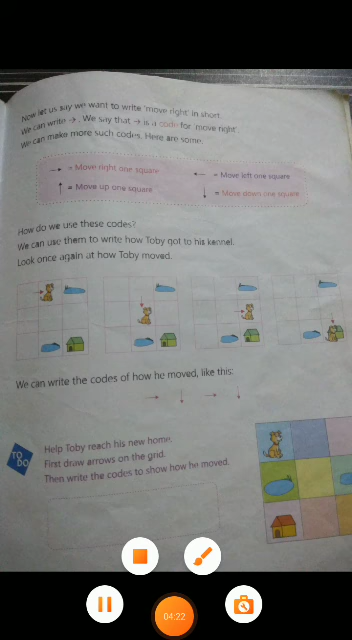 Now let us say we want to write 'move right' in short.
We can write → . We say that → is a code for 'move right'.
We can make more such codes. Here are some.
→ = Move right one square
← = Move left one square
↑ = Move up one square
↓ = Move down one square
How do we use these codes?
We can use them to write how Toby got to his kennel.
Look once again at how Toby moved.
We can write the codes of how he moved, like this:
→ ↓ → ↓
TO
DO
Help Toby reach his new home.
First draw arrows on the grid.
Then write the codes to show how he moved.
04:22